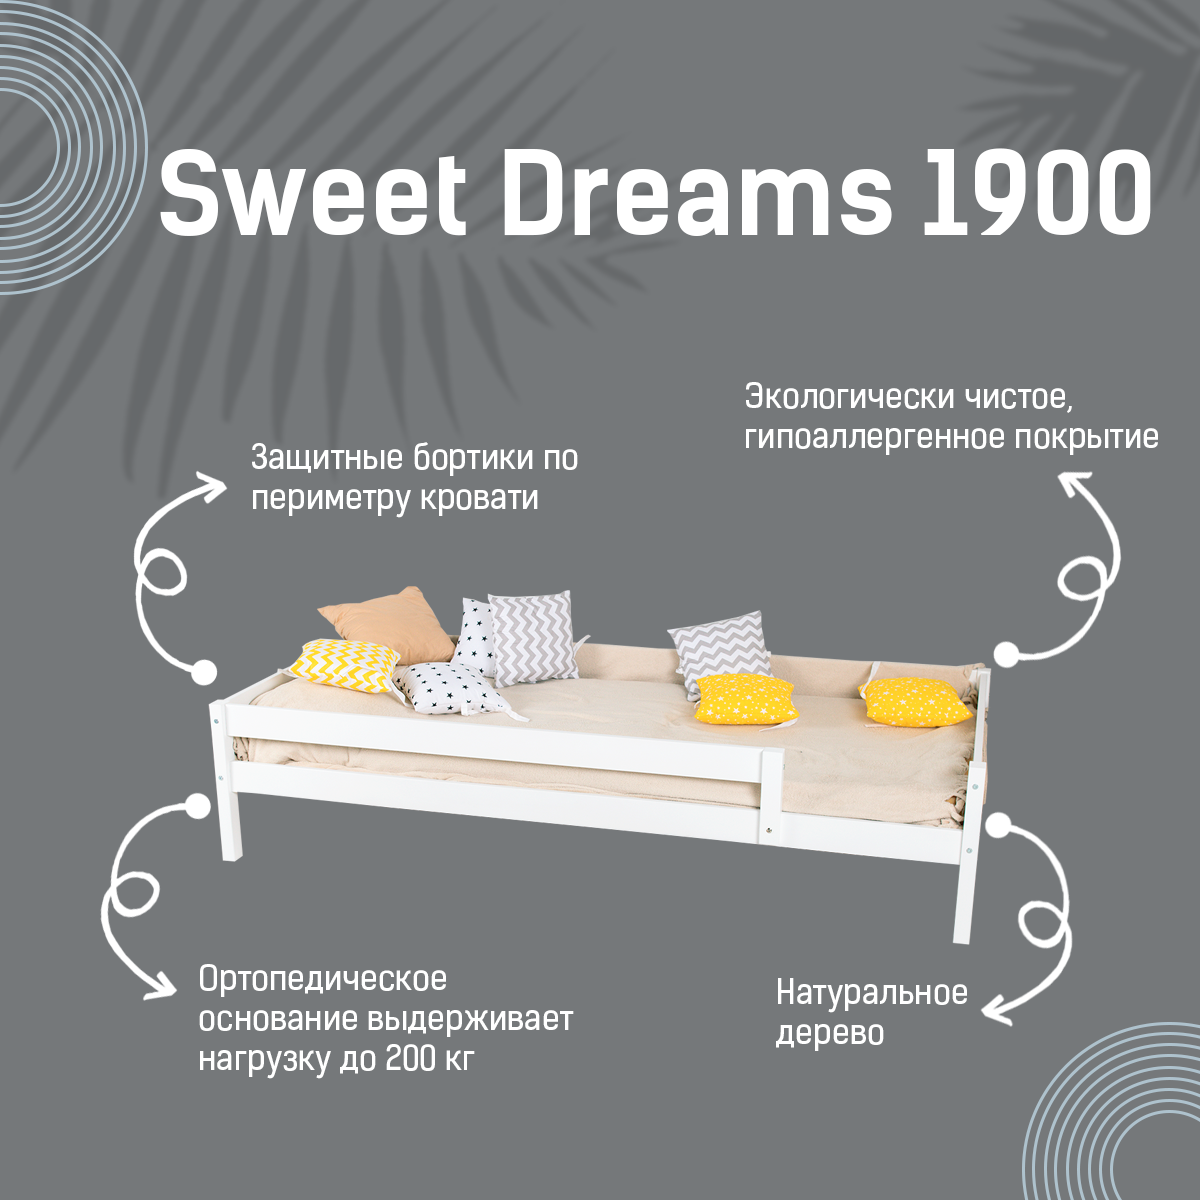 Sweet Dreams 1900
Экологически чистое,
гипоаллергенное покрытие
Защитные бортики по
периметру кровати
Ортопедическое
основание выдерживает
нагрузку до 200 кг
Натуральное
дерево